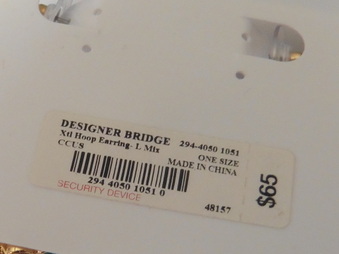 DESIGNER BRIDGE 294-4050 1051
Xtl Hoop Earring- L Mix ONE SIZE
CCUS MADE IN CHINA
294 4050 1051 0
SECURITY DEVICE 48157
$65